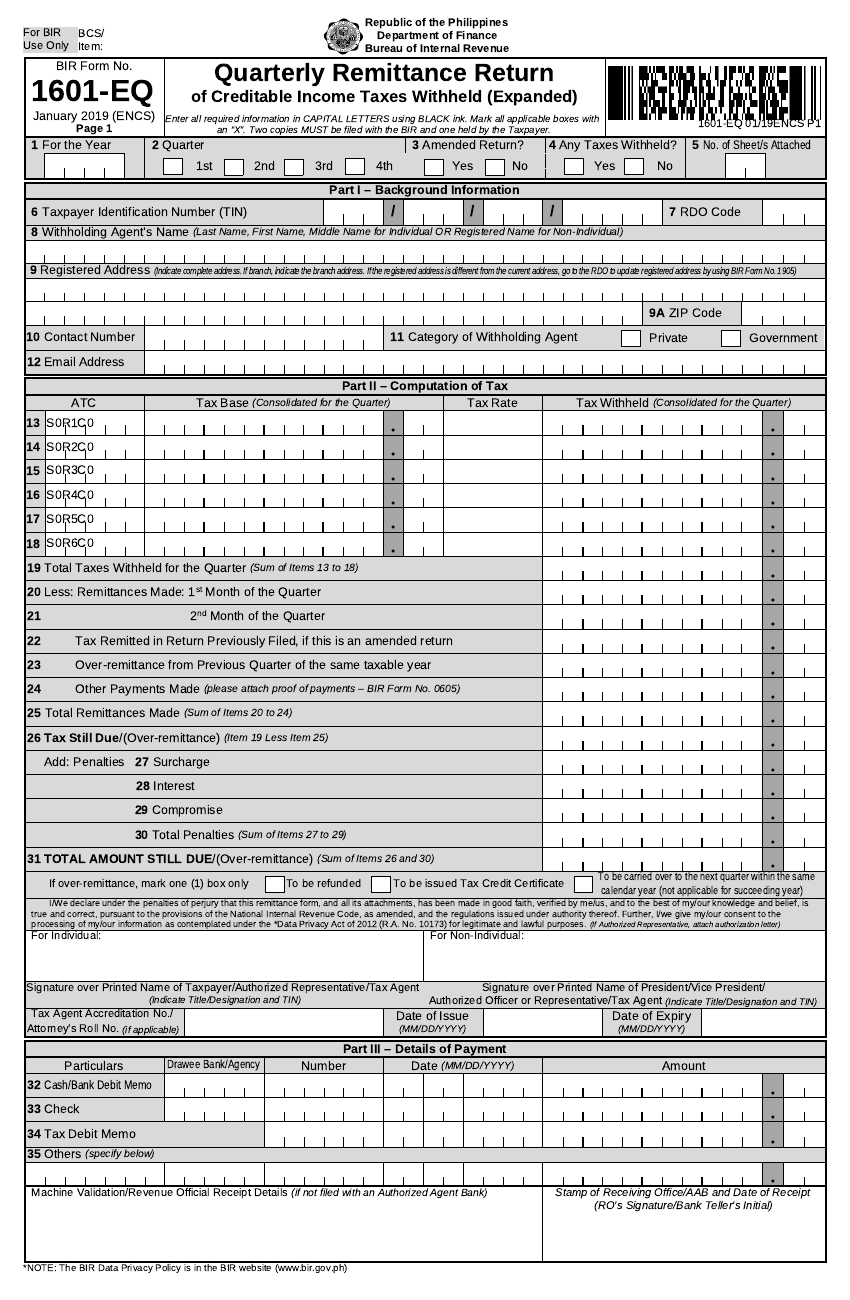 For BIR BCS/
Use Only Item:
Republic of the Philippines
Department of Finance
Bureau of Internal Revenue
BIR Form No.
1601-EQ
January 2019 (ENCS)
Page 1
Quarterly Remittance Return
of Creditable Income Taxes Withheld (Expanded)
Enter all required information in CAPITAL LETTERS using BLACK ink. Mark all applicable boxes with
an "X". Two copies MUST be filed with the BIR and one held by the Taxpayer.
1601-EQ 01/19ENCS P1
1 For the Year 2 Quarter 3 Amended Return? 4 Any Taxes Withheld? 5 No. of Sheet/s Attached
1st 2nd 3rd 4th Yes No Yes No
Part I – Background Information
6 Taxpayer Identification Number (TIN) / / / 7 RDO Code
8 Withholding Agent's Name (Last Name, First Name, Middle Name for Individual OR Registered Name for Non-Individual)
9 Registered Address (Indicate complete address. If branch, indicate the branch address. If the registered address is different from the current address, go to the RDO to update registered address by using BIR Form No. 1905)
9A ZIP Code
10 Contact Number 11 Category of Withholding Agent Private Government
12 Email Address
Part II – Computation of Tax
ATC Tax Base (Consolidated for the Quarter) Tax Rate Tax Withheld (Consolidated for the Quarter)
13 S0R1C0 . .
14 S0R2C0 . .
15 S0R3C0 . .
16 S0R4C0 . .
17 S0R5C0 . .
18 S0R6C0 . .
19 Total Taxes Withheld for the Quarter (Sum of Items 13 to 18) .
20 Less: Remittances Made: 1st Month of the Quarter .
21 2nd Month of the Quarter .
22 Tax Remitted in Return Previously Filed, if this is an amended return .
23 Over-remittance from Previous Quarter of the same taxable year .
24 Other Payments Made (please attach proof of payments – BIR Form No. 0605) .
25 Total Remittances Made (Sum of Items 20 to 24) .
26 Tax Still Due/(Over-remittance) (Item 19 Less Item 25) .
Add: Penalties 27 Surcharge .
28 Interest .
29 Compromise .
30 Total Penalties (Sum of Items 27 to 29) .
31 TOTAL AMOUNT STILL DUE/(Over-remittance) (Sum of Items 26 and 30) .
If over-remittance, mark one (1) box only To be refunded To be issued Tax Credit Certificate To be carried over to the next quarter within the same
calendar year (not applicable for succeeding year)
I/We declare under the penalties of perjury that this remittance form, and all its attachments, has been made in good faith, verified by me/us, and to the best of my/our knowledge and belief, is
true and correct, pursuant to the provisions of the National Internal Revenue Code, as amended, and the regulations issued under authority thereof. Further, I/we give my/our consent to the
processing of my/our information as contemplated under the *Data Privacy Act of 2012 (R.A. No. 10173) for legitimate and lawful purposes. (If Authorized Representative, attach authorization letter)
For Individual: For Non-Individual:
Signature over Printed Name of Taxpayer/Authorized Representative/Tax Agent Signature over Printed Name of President/Vice President/
(Indicate Title/Designation and TIN) Authorized Officer or Representative/Tax Agent (Indicate Title/Designation and TIN)
Tax Agent Accreditation No./ Date of Issue Date of Expiry
Attorney's Roll No. (if applicable) (MM/DD/YYYY) (MM/DD/YYYY)
Part III – Details of Payment
Particulars Drawee Bank/Agency Number Date (MM/DD/YYYY) Amount
32 Cash/Bank Debit Memo .
33 Check .
34 Tax Debit Memo .
35 Others (specify below)
.
Machine Validation/Revenue Official Receipt Details (if not filed with an Authorized Agent Bank) Stamp of Receiving Office/AAB and Date of Receipt
(RO's Signature/Bank Teller's Initial)
*NOTE: The BIR Data Privacy Policy is in the BIR website (www.bir.gov.ph)